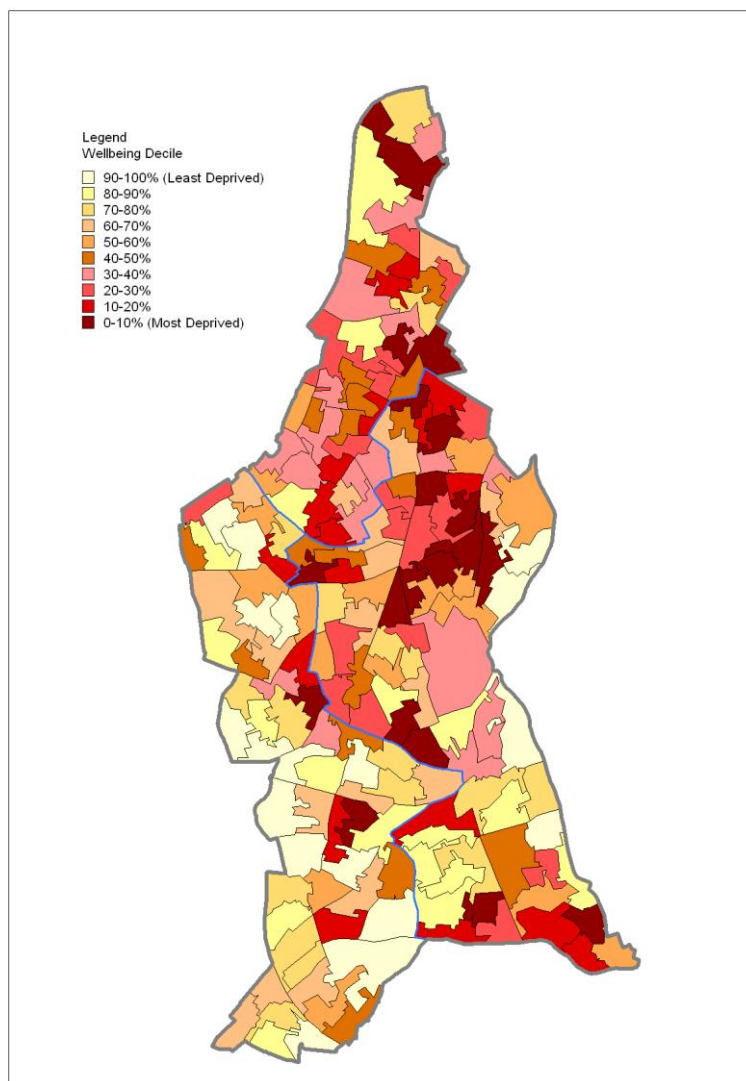 Legend
Wellbeing Decile
90-100% (Least Deprived)
80-90%
70-80%
60-70%
50-60%
40-50%
30-40%
20-30%
10-20%
0-10% (Most Deprived)